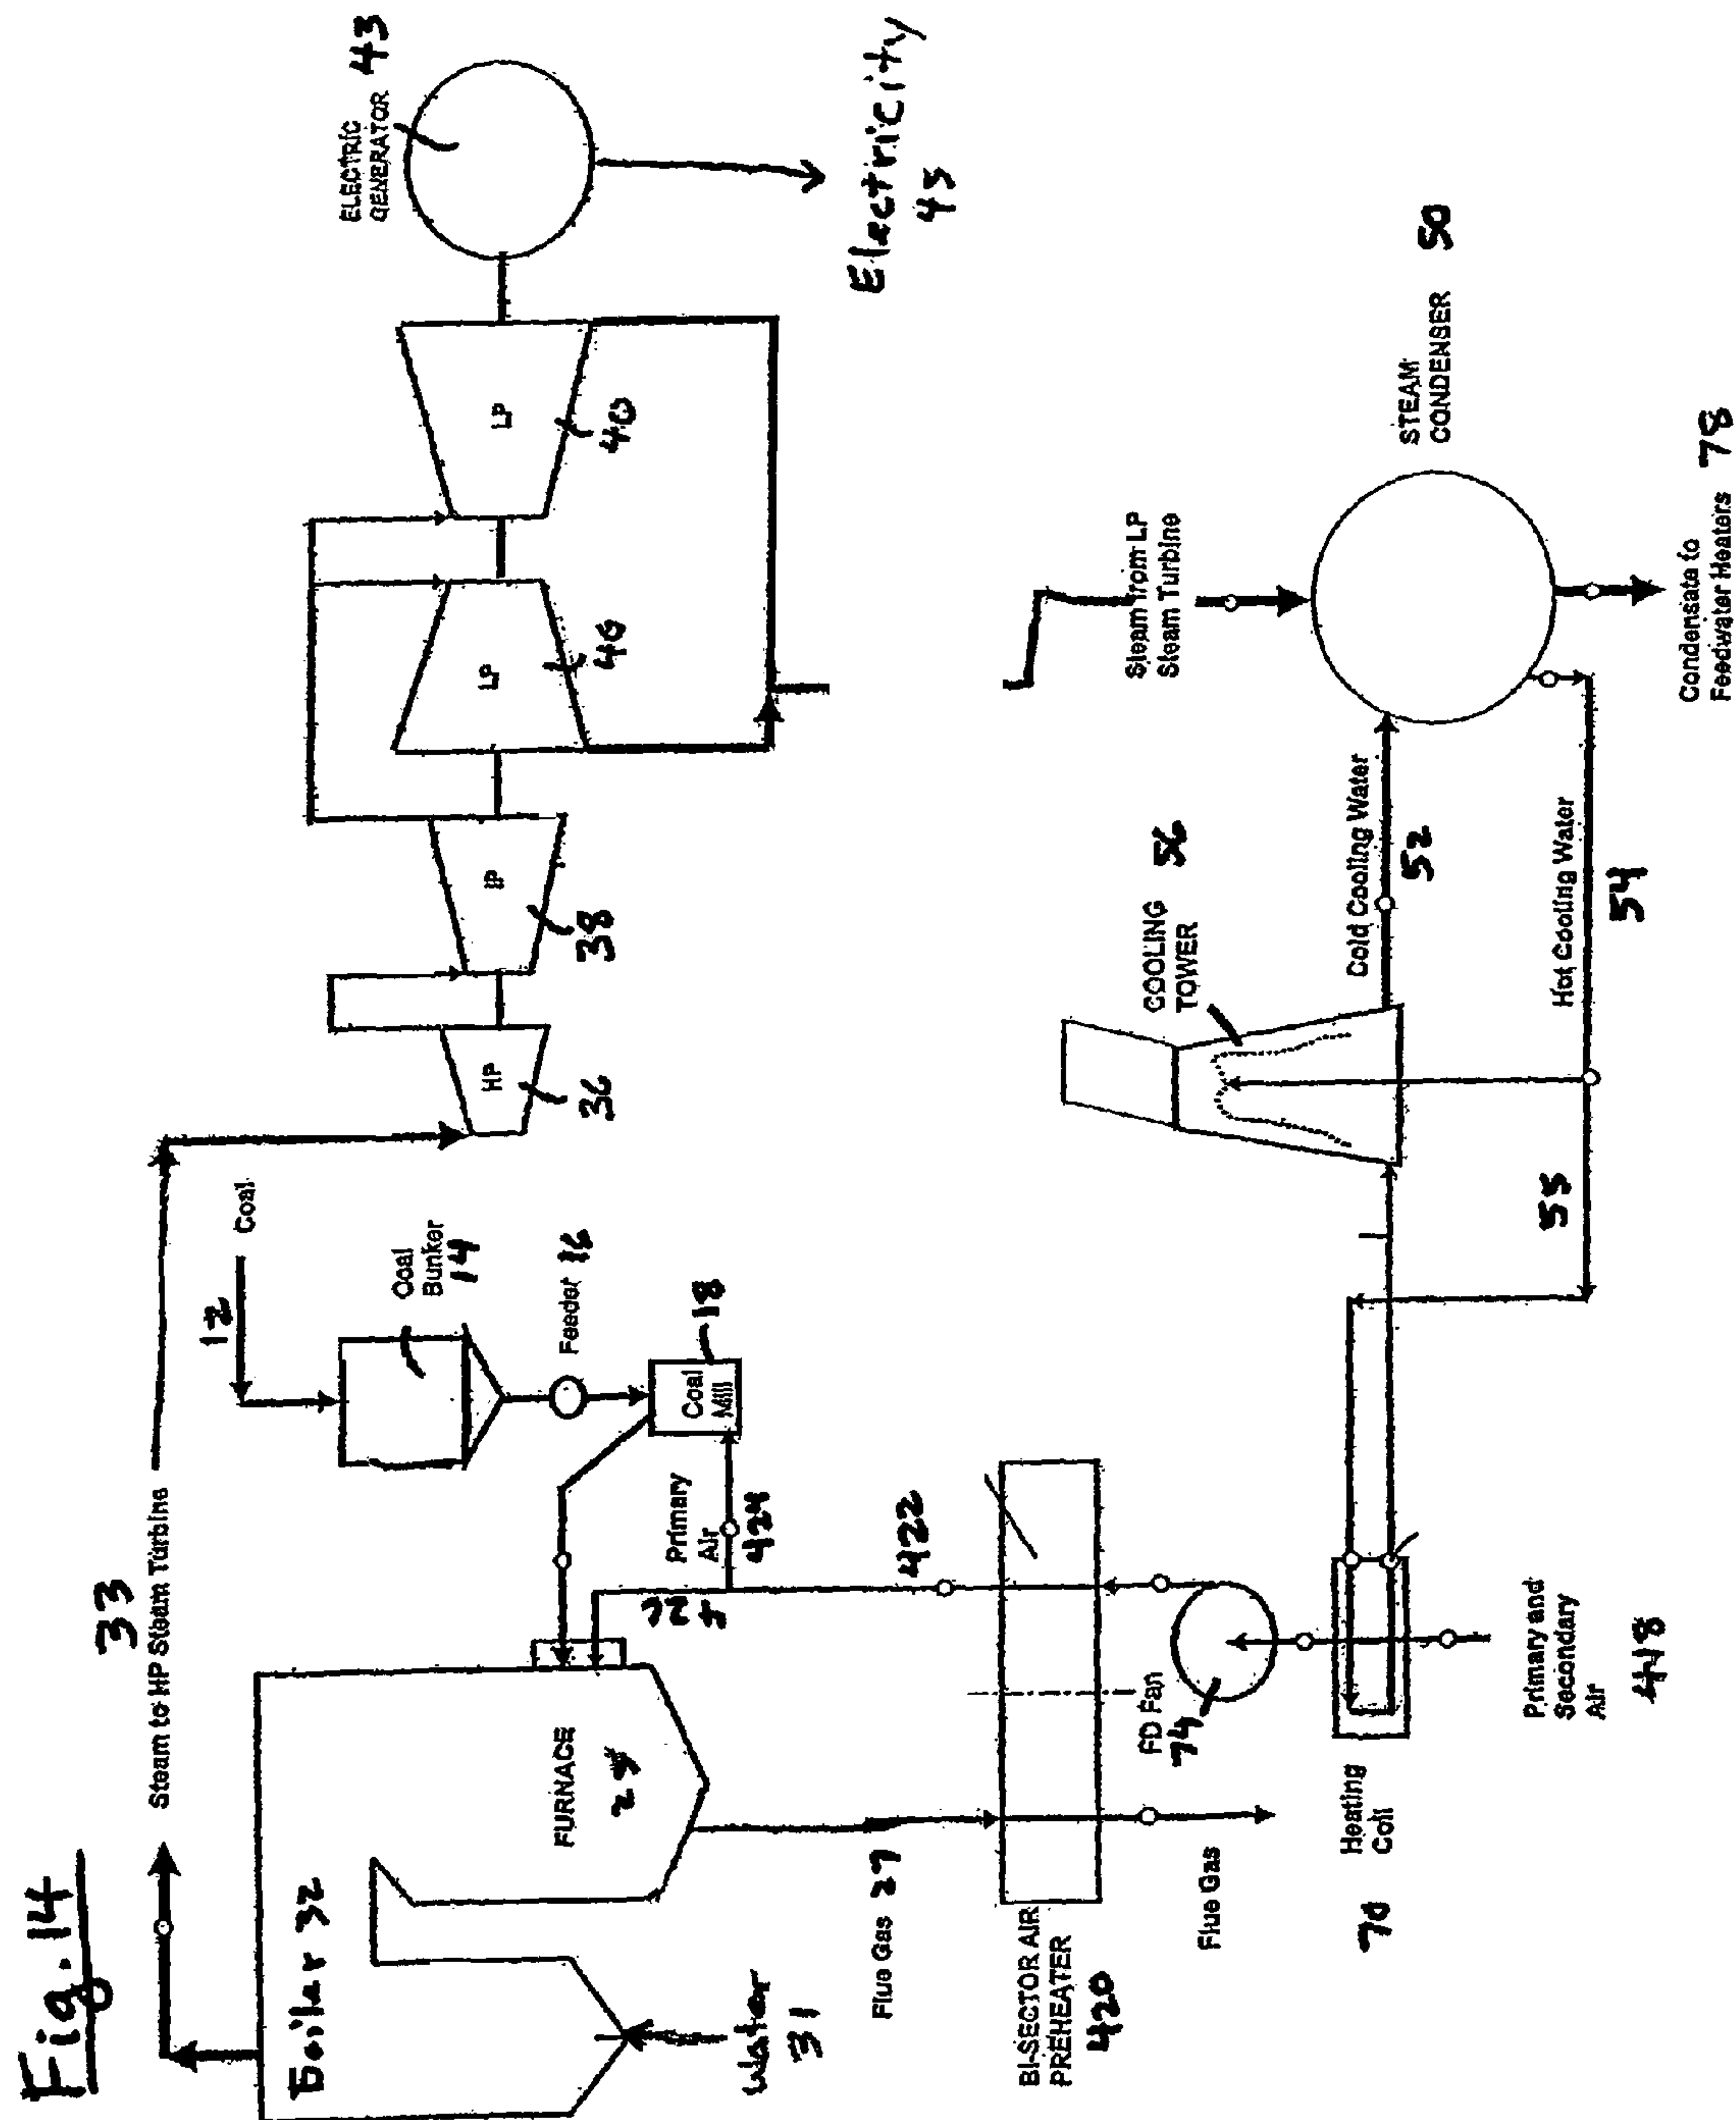 Fig. 14
33
Steam to HP Steam Turbine
12
Coal
Coal
Bunker
14
Feeder 16
Coal
Mill
18
Boiler 32
FURNACE
Water
31
Primary
Air
424
422
Flue Gas 27
BI-SECTOR AIR
PREHEATER
420
Flue Gas
FD Fan
74
Heating
Coil
70
Primary and
Secondary
Air
418
HP
36
IP
38
LP
40
LP
40
ELECTRIC
GENERATOR
43
Electricity
45
COOLING
TOWER
56
Cold Cooling Water
52
Hot Cooling Water
54
55
Steam from LP
Steam Turbine
STEAM
CONDENSER
50
Condensate to
Feedwater Heaters 78